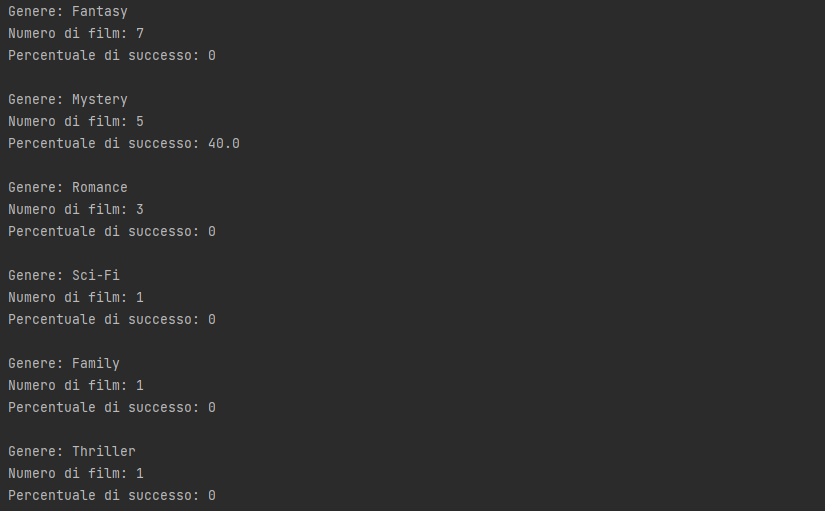 Genere: Fantasy
Numero di film: 7
Percentuale di successo: 0
Genere: Mystery
Numero di film: 5
Percentuale di successo: 40.0
Genere: Romance
Numero di film: 3
Percentuale di successo: 0
Genere: Sci-Fi
Numero di film: 1
Percentuale di successo: 0
Genere: Family
Numero di film: 1
Percentuale di successo: 0
Genere: Thriller
Numero di film: 1
Percentuale di successo: 0